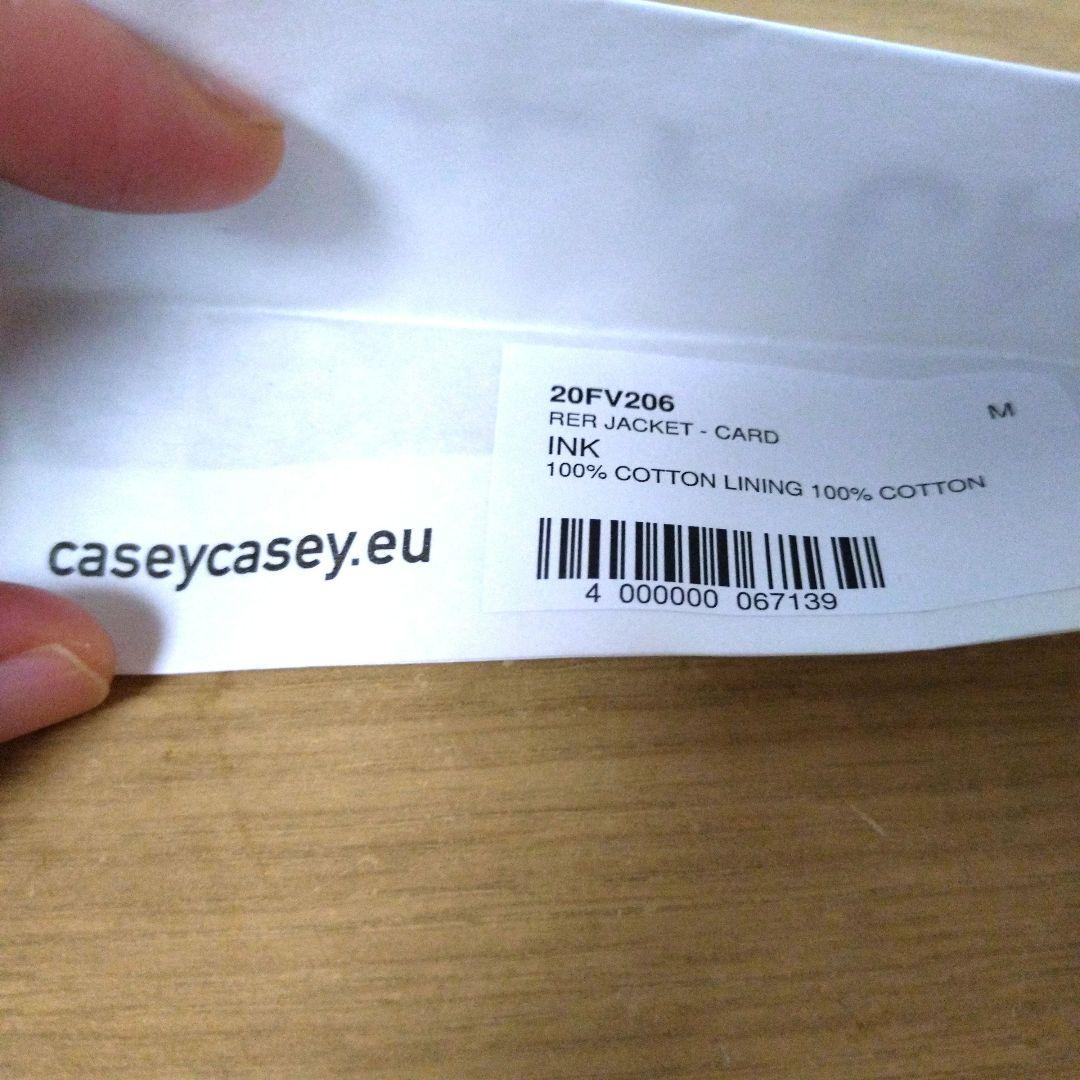 20FV206
M
RER JACKET - CARD
INK
100% COTTON LINING 100% COTTON
caseycasey.eu
4 000000 067139